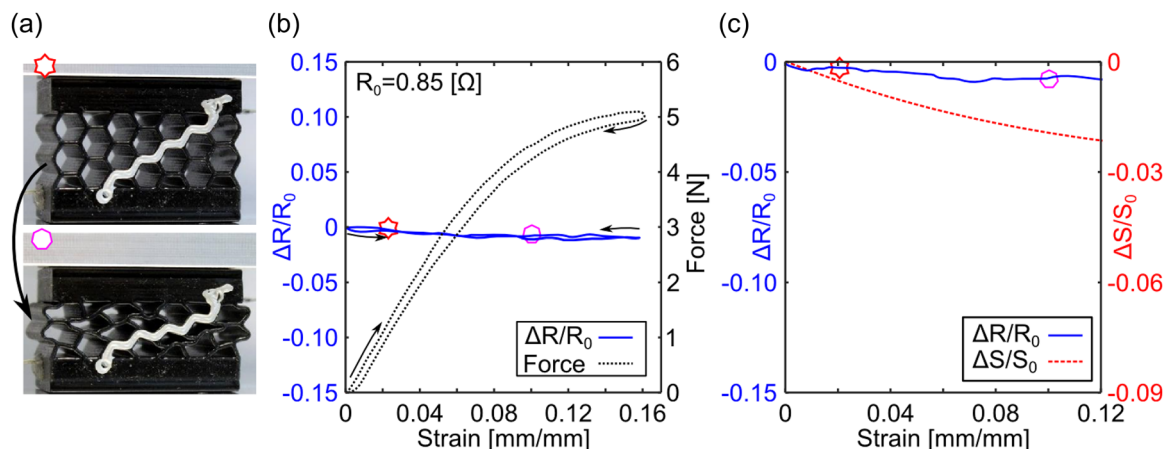 (a)
(b)
(c)
ΔR/R₀
0.15
0.10
0.05
0
-0.05
-0.10
-0.15
R₀=0.85 [Ω]
6
5
4
3
2
1
0
Force [N]
ΔR/R₀
Force
0
0.04
0.08
0.12
0.16
Strain [mm/mm]
ΔR/R₀
0
-0.05
-0.10
-0.15
0
-0.03
-0.06
-0.09
ΔS/S₀
ΔR/R₀
ΔS/S₀
0
0.04
0.08
0.12
Strain [mm/mm]